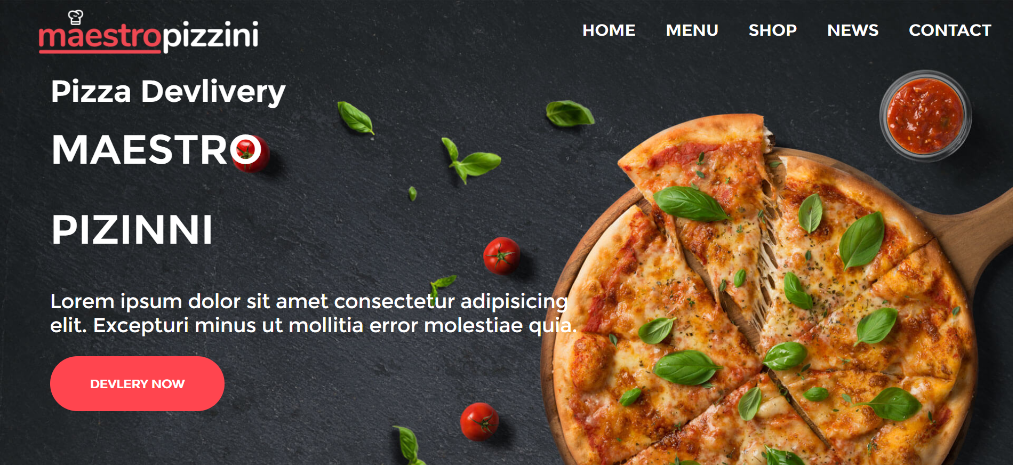 maestropizzini
HOME MENU SHOP NEWS CONTACT
Pizza Devlivery
MAESTRO
PIZINNI
Lorem ipsum dolor sit amet consectetur adipisicing
elit. Excepturi minus ut mollitia error molestiae quia.
DEVLERY NOW